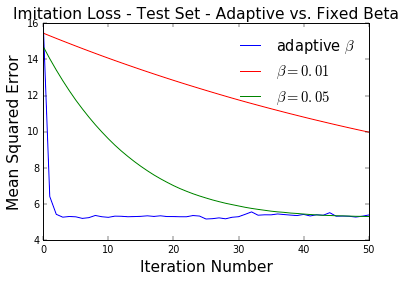 Imitation Loss - Test Set - Adaptive vs. Fixed Beta
Mean Squared Error
16
14
12
10
8
6
4
adaptive β
β = 0.01
β = 0.05
0 10 20 30 40 50
Iteration Number